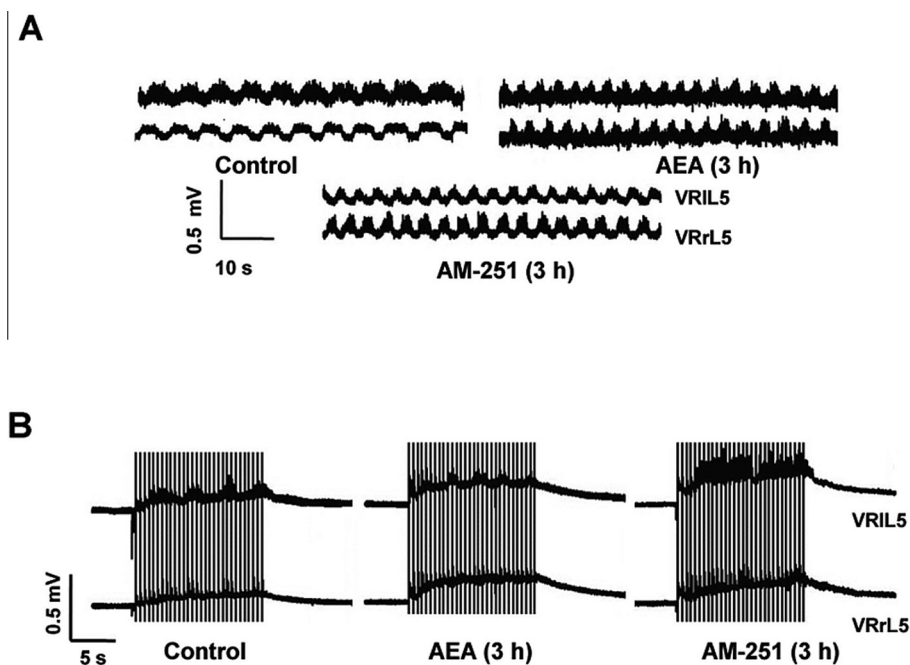 A
Control
AEA (3 h)
0.5 mV
10 s
VRlL5
VRrL5
AM-251 (3 h)
B
0.5 mV
5 s
Control
AEA (3 h)
AM-251 (3 h)
VRlL5
VRrL5